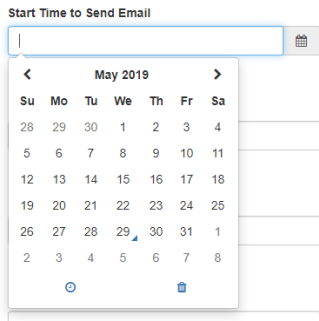 Start Time to Send Email
May 2019
Su Mo Tu We Th Fr Sa
28 29 30 1 2 3 4
5 6 7 8 9 10 11
12 13 14 15 16 17 18
19 20 21 22 23 24 25
26 27 28 29 30 31 1
2 3 4 5 6 7 8